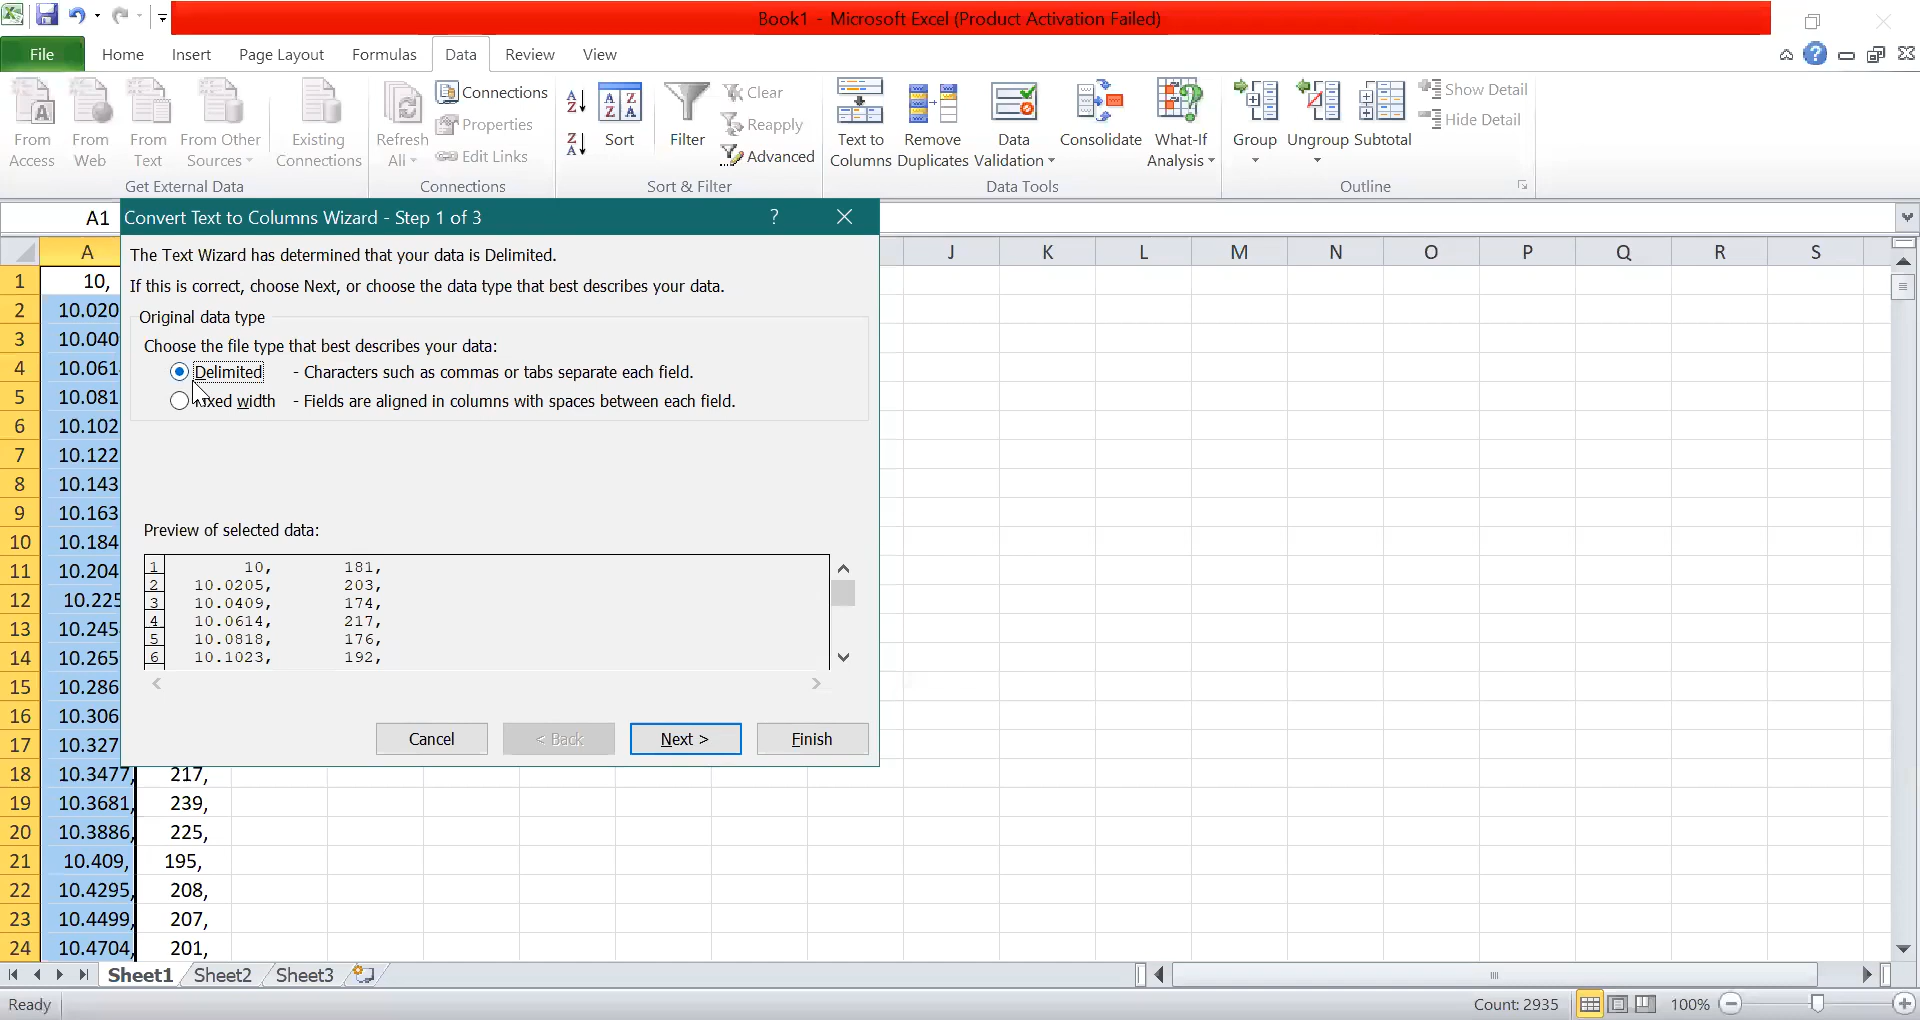 Book1 - Microsoft Excel (Product Activation Failed)
File Home Insert Page Layout Formulas Data Review View
From Access
From Web
From Text
From Other Sources
Existing Connections
Get External Data
Refresh All
Connections
Properties
Edit Links
Connections
Sort
Filter
Clear
Reapply
Advanced
Sort & Filter
Text to Columns
Remove Duplicates
Data Validation
Consolidate
What-If Analysis
Data Tools
Group
Ungroup
Subtotal
Show Detail
Hide Detail
Outline
A1
Convert Text to Columns Wizard - Step 1 of 3 ?
The Text Wizard has determined that your data is Delimited.
If this is correct, choose Next, or choose the data type that best describes your data.
Original data type
Choose the file type that best describes your data:
Delimited - Characters such as commas or tabs separate each field.
width - Fields are aligned in columns with spaces between each field.
Preview of selected data:
1 10, 181,
2 10.0205, 203,
3 10.0409, 174,
4 10.0614, 217,
5 10.0818, 176,
6 10.1023, 192,
Cancel < Back Next > Finish
A J K L M N O P Q R S
1 10,
2 10.020
3 10.040
4 10.061
5 10.081
6 10.102
7 10.122
8 10.143
9 10.163
10 10.184
11 10.204
12 10.225
13 10.245
14 10.265
15 10.286
16 10.306
17 10.327
18 10.3477, 217,
19 10.3681, 239,
20 10.3886, 225,
21 10.409, 195,
22 10.4295, 208,
23 10.4499, 207,
24 10.4704, 201,
Sheet1 Sheet2 Sheet3
Ready Count: 2935 100%